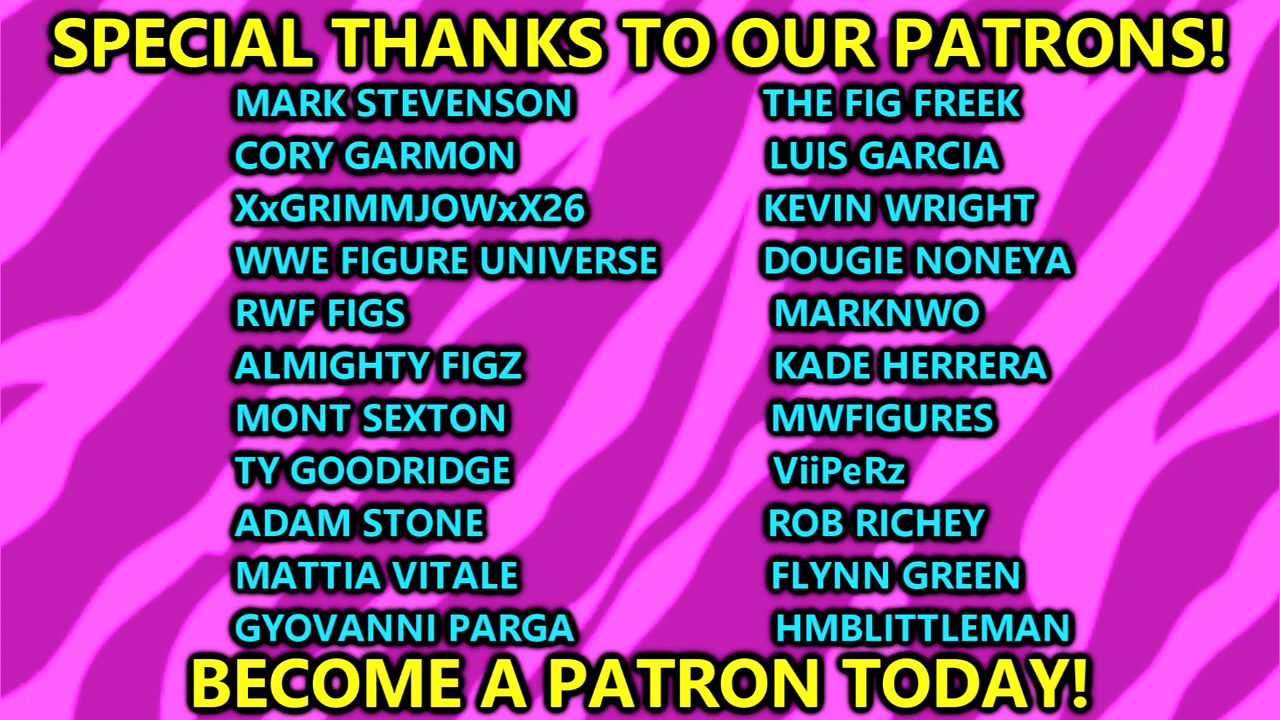 SPECIAL THANKS TO OUR PATRONS!
MARK STEVENSON
CORY GARMON
XxGRIMMJOWxX26
WWE FIGURE UNIVERSE
RWF FIGS
ALMIGHTY FIGZ
MONT SEXTON
TY GOODRIDGE
ADAM STONE
MATTIA VITALE
GYOVANNI PARGA
THE FIG FREEK
LUIS GARCIA
KEVIN WRIGHT
DOUGIE NONEYA
MARKNWO
KADE HERRERA
MWFIGURES
ViiPeRz
ROB RICHEY
FLYNN GREEN
HMBLITTLEMAN
BECOME A PATRON TODAY!